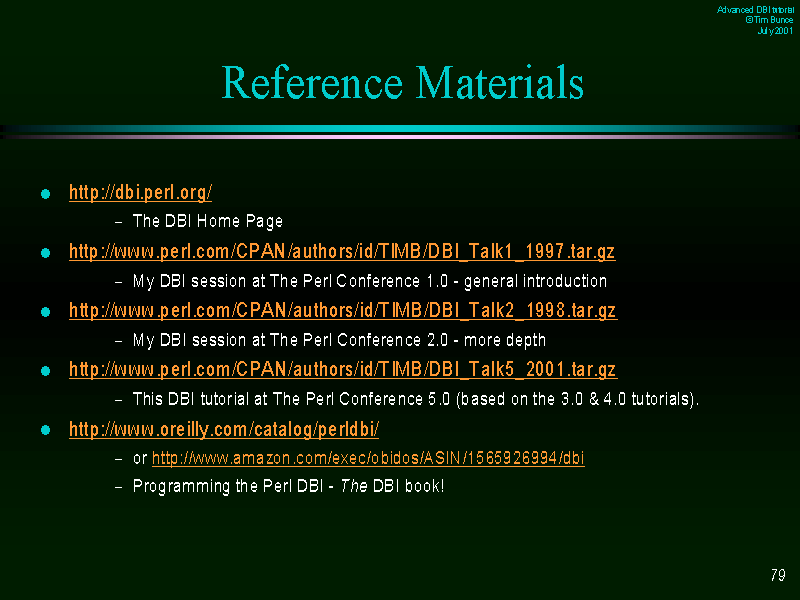 Advanced DBI tutorial
© Tim Bunce
July 2001
Reference Materials
● http://dbi.perl.org/
– The DBI Home Page
● http://www.perl.com/CPAN/authors/id/TIMB/DBI_Talk1_1997.tar.gz
– My DBI session at The Perl Conference 1.0 - general introduction
● http://www.perl.com/CPAN/authors/id/TIMB/DBI_Talk2_1998.tar.gz
– My DBI session at The Perl Conference 2.0 - more depth
● http://www.perl.com/CPAN/authors/id/TIMB/DBI_Talk5_2001.tar.gz
– This DBI tutorial at The Perl Conference 5.0 (based on the 3.0 & 4.0 tutorials).
● http://www.oreilly.com/catalog/perldbi/
– or http://www.amazon.com/exec/obidos/ASIN/1565926994/dbi
– Programming the Perl DBI - The DBI book!
79